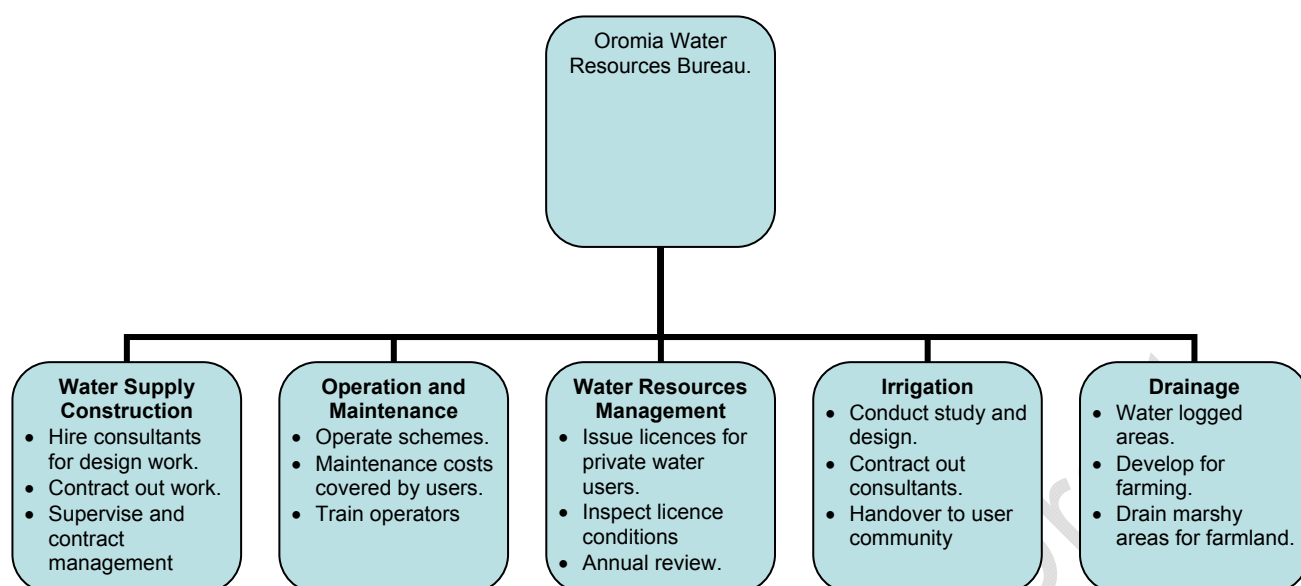 Oromia Water
Resources Bureau.
Water Supply
Construction
• Hire consultants
for design work.
• Contract out work.
• Supervise and
contract
management
Operation and
Maintenance
• Operate schemes.
• Maintenance costs
covered by users.
• Train operators
Water Resources
Management
• Issue licences for
private water
users.
• Inspect licence
conditions
• Annual review.
Irrigation
• Conduct study and
design.
• Contract out
consultants.
• Handover to user
community
Drainage
• Water logged
areas.
• Develop for
farming.
• Drain marshy
areas for farmland.